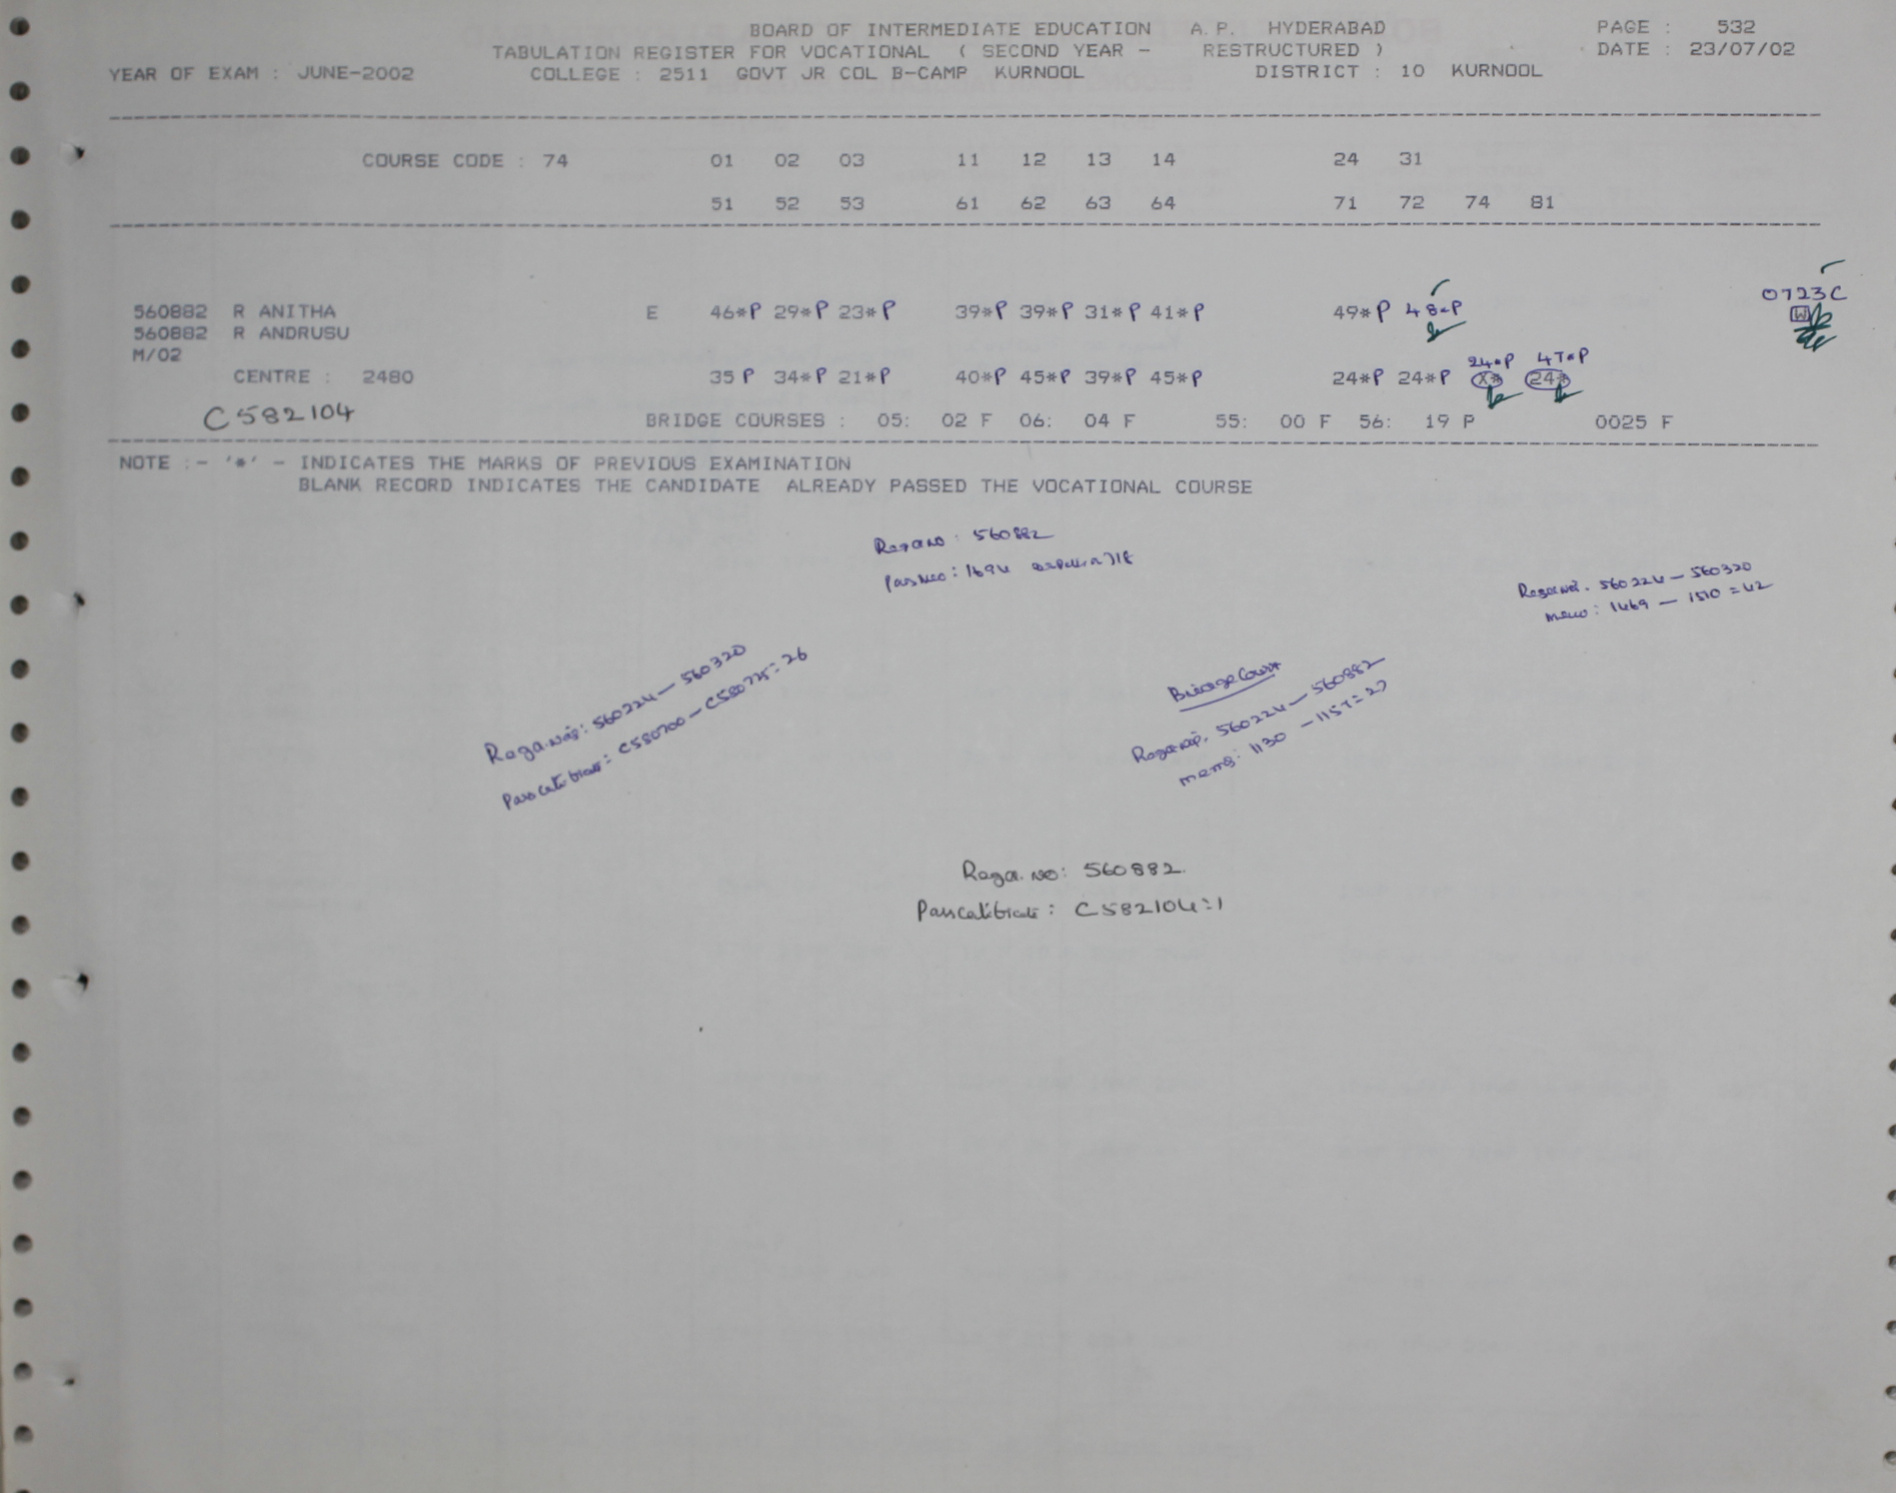 BOARD OF INTERMEDIATE EDUCATION A.P. HYDERABAD PAGE : 532
TABULATION REGISTER FOR VOCATIONAL ( SECOND YEAR - RESTRUCTURED ) DATE : 23/07/02
YEAR OF EXAM : JUNE-2002 COLLEGE : 2511 GOVT JR COL B-CAMP KURNOOL DISTRICT : 10 KURNOOL
COURSE CODE : 74 01 02 03 11 12 13 14 24 31
51 52 53 61 62 63 64 71 72 74 81
0723C
560882 R ANITHA E 46*P 29*P 23*P 39*P 39*P 31*P 41*P 49*P 48*P
560882 R ANDRUSU
M/02
24*P 47*P
CENTRE : 2480 35 P 34*P 21*P 40*P 45*P 39*P 45*P 24*P 24*P X* 24*
C582104
BRIDGE COURSES : 05: 02 F 06: 04 F 55: 00 F 56: 19 P 0025 F
NOTE :- '*' - INDICATES THE MARKS OF PREVIOUS EXAMINATION
BLANK RECORD INDICATES THE CANDIDATE ALREADY PASSED THE VOCATIONAL COURSE
560882
1694
560224 - 560320
memo: 1469 - 1510 = 42
560224 - 560320
C580700 - C580725 = 26
Bridge Course
560224 - 560882
1130 - 1157 = 27
Regd. No: 560882
C582104=1